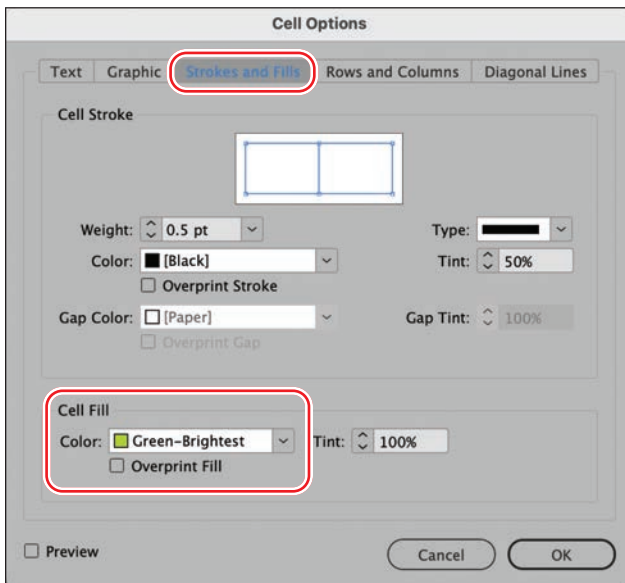 Cell Options
Text Graphic Strokes and Fills Rows and Columns Diagonal Lines
Cell Stroke
Weight: 0.5 pt Type:
Color: [Black] Tint: 50%
Overprint Stroke
Gap Color: [Paper] Gap Tint: 100%
Overprint Gap
Cell Fill
Color: Green-Brightest Tint: 100%
Overprint Fill
Preview Cancel OK